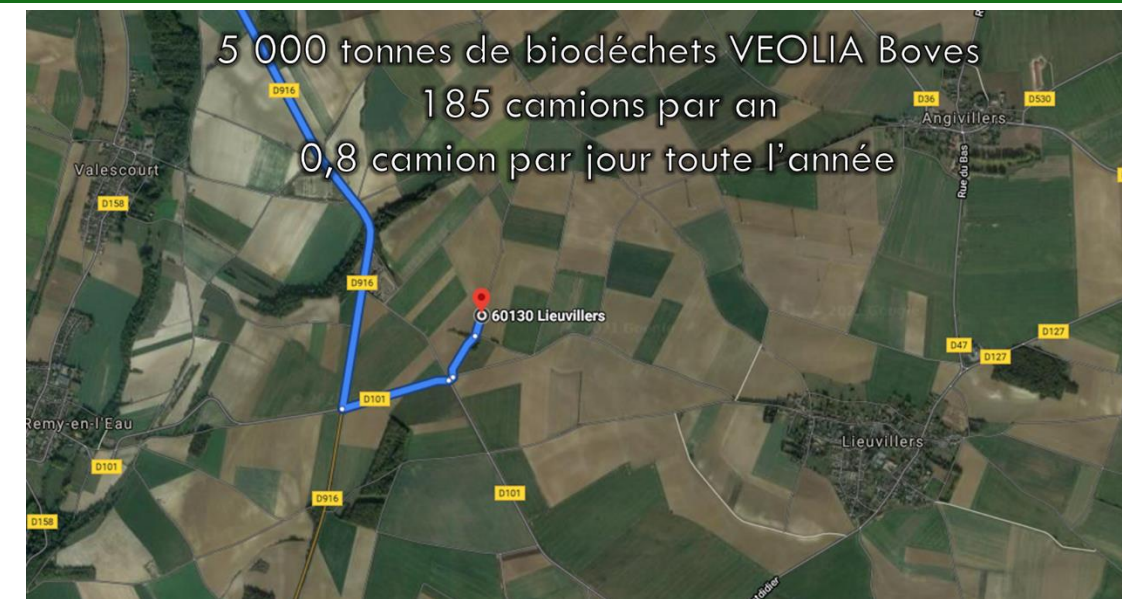 5 000 tonnes de biodéchets VEOLIA Boves
185 camions par an
0,8 camion par jour toute l'année
D916
D36
D530
Angivillers
Valescourt
D158
Rue du Bas
D916
60130 Lieuvillers
D127
D47
D127
D101
Remy-en-l'Eau
Lieuvillers
D101
D916
D101
D158